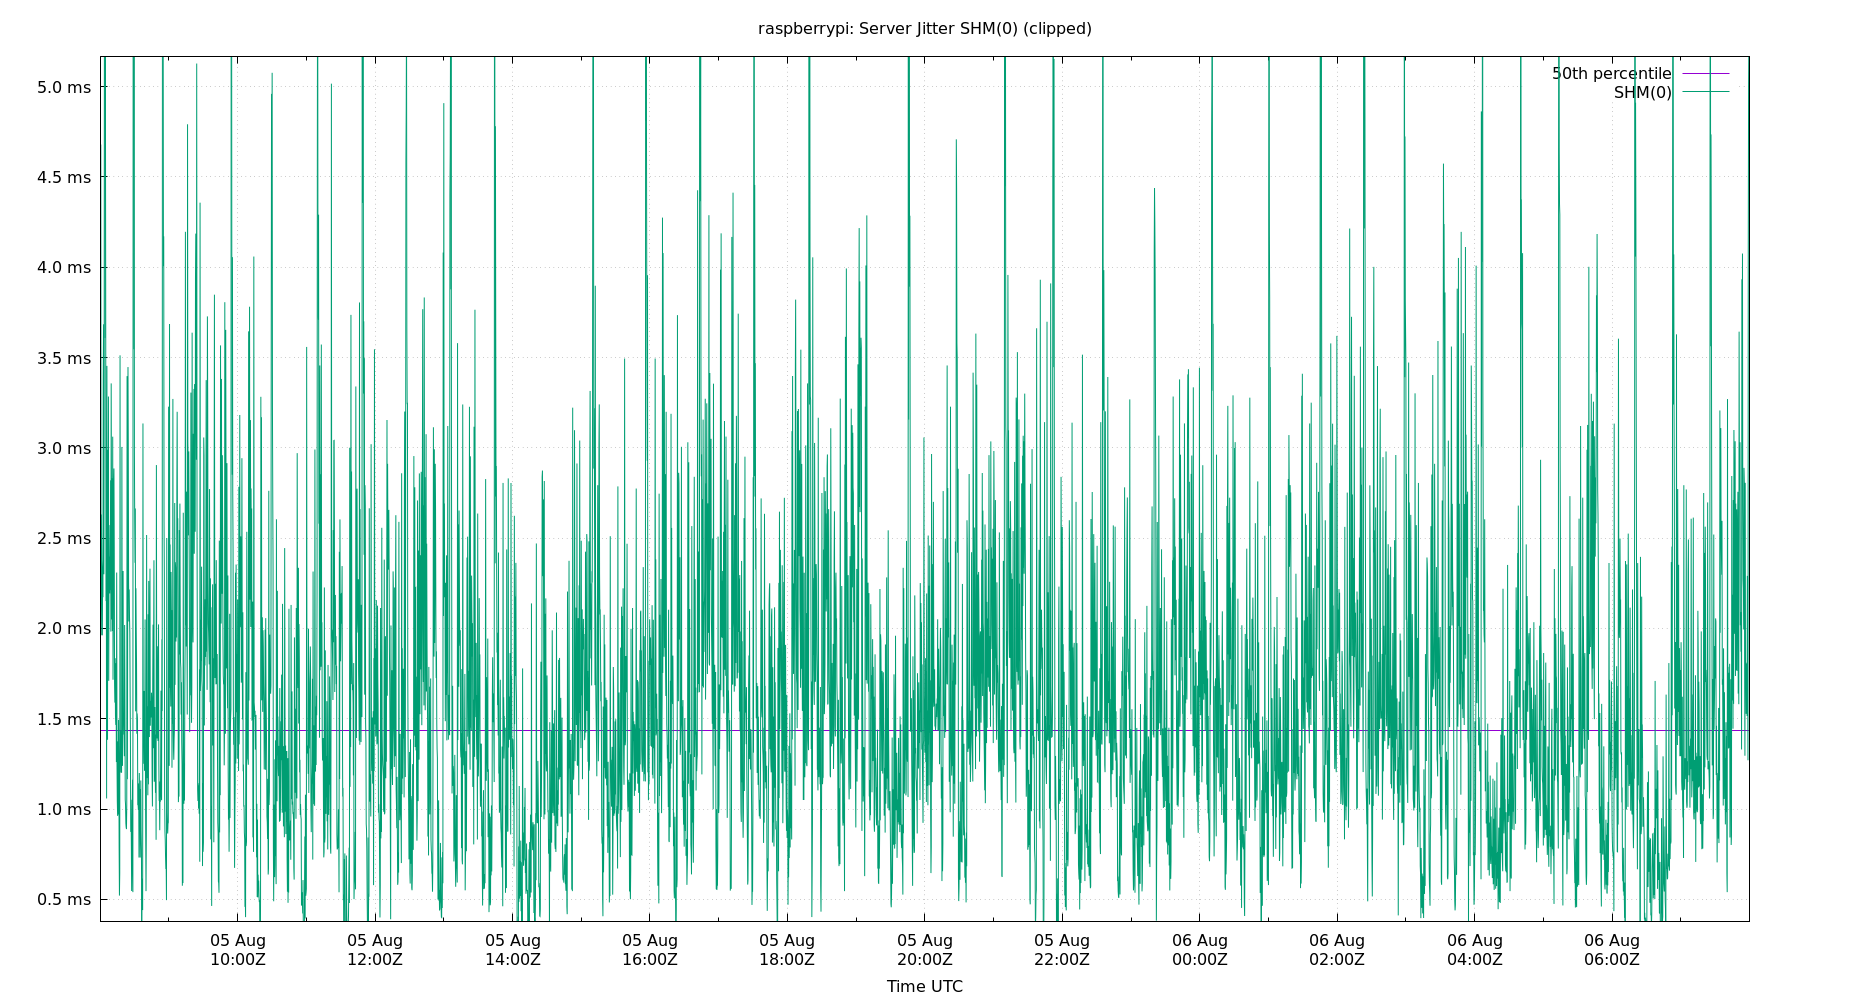 raspberrypi: Server Jitter SHM(0) (clipped)
50th percentile
SHM(0)
5.0 ms
4.5 ms
4.0 ms
3.5 ms
3.0 ms
2.5 ms
2.0 ms
1.5 ms
1.0 ms
0.5 ms
05 Aug 05 Aug 05 Aug 05 Aug 05 Aug 05 Aug 05 Aug 06 Aug 06 Aug 06 Aug 06 Aug
10:00Z 12:00Z 14:00Z 16:00Z 18:00Z 20:00Z 22:00Z 00:00Z 02:00Z 04:00Z 06:00Z
Time UTC